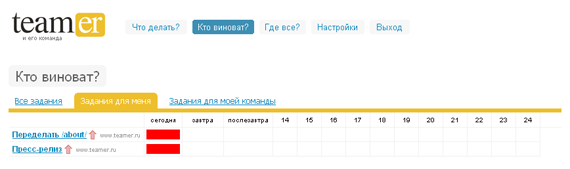 teamer
и его команда
Что делать? Кто виноват? Где все? Настройки Выход
Кто виноват?
Все задания Задания для меня Задания для моей команды
сегодня завтра послезавтра 14 15 16 17 18 19 20 21 22 23 24
Переделать /about/ www.teamer.ru
Пресс-релиз www.teamer.ru